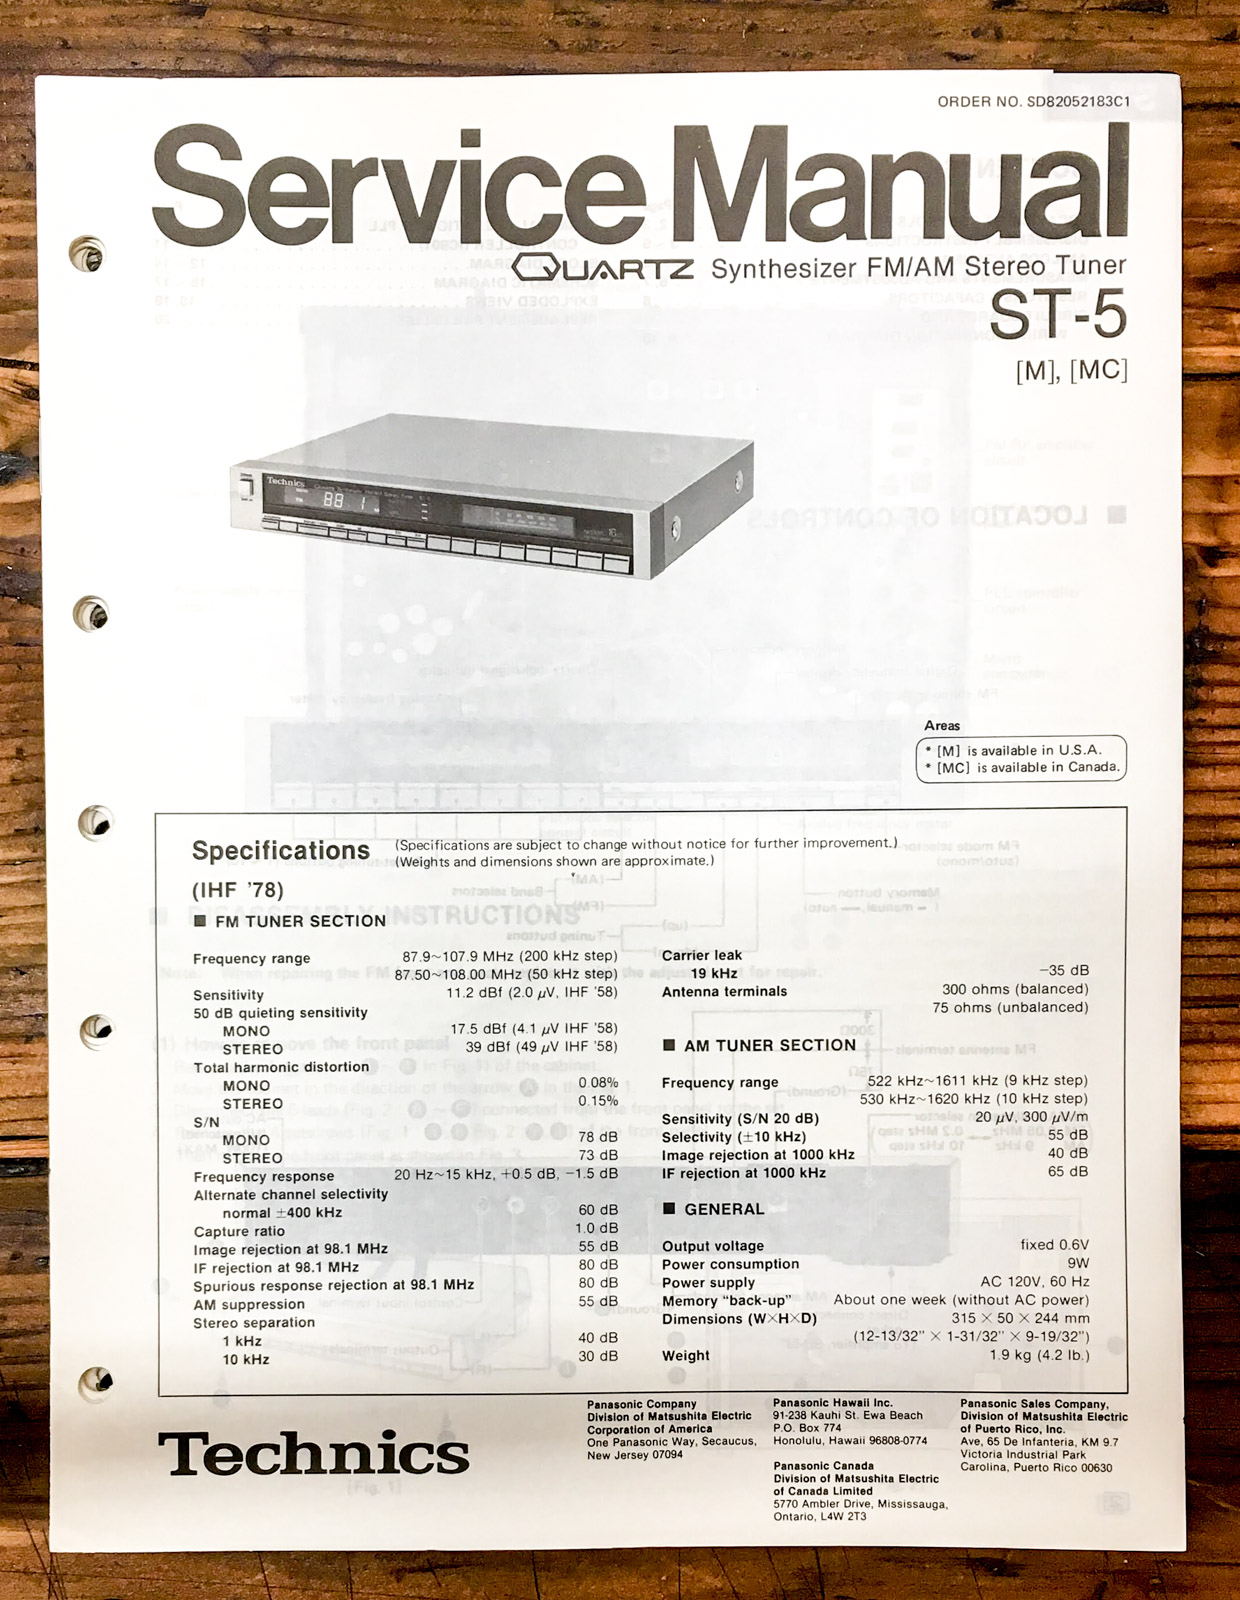 ORDER NO. SD82052183C1
Service Manual
QUARTZ Synthesizer FM/AM Stereo Tuner
ST-5
[M], [MC]
Technics
88.1
Areas
* [M] is available in U.S.A.
* [MC] is available in Canada.
Specifications (Specifications are subject to change without notice for further improvement.)
(Weights and dimensions shown are approximate.)
(IHF '78)
■ FM TUNER SECTION
Frequency range 87.9~107.9 MHz (200 kHz step)
87.50~108.00 MHz (50 kHz step)
Sensitivity 11.2 dBf (2.0 μV, IHF '58)
50 dB quieting sensitivity
MONO 17.5 dBf (4.1 μV IHF '58)
STEREO 39 dBf (49 μV IHF '58)
Total harmonic distortion
MONO 0.08%
STEREO 0.15%
S/N
MONO 78 dB
STEREO 73 dB
Frequency response 20 Hz~15 kHz, +0.5 dB, −1.5 dB
Alternate channel selectivity
normal ±400 kHz 60 dB
Capture ratio 1.0 dB
Image rejection at 98.1 MHz 55 dB
IF rejection at 98.1 MHz 80 dB
Spurious response rejection at 98.1 MHz 80 dB
AM suppression 55 dB
Stereo separation
1 kHz 40 dB
10 kHz 30 dB
Carrier leak
19 kHz −35 dB
Antenna terminals 300 ohms (balanced)
75 ohms (unbalanced)
■ AM TUNER SECTION
Frequency range 522 kHz~1611 kHz (9 kHz step)
530 kHz~1620 kHz (10 kHz step)
Sensitivity (S/N 20 dB) 20 μV, 300 μV/m
Selectivity (±10 kHz) 55 dB
Image rejection at 1000 kHz 40 dB
IF rejection at 1000 kHz 65 dB
■ GENERAL
Output voltage fixed 0.6V
Power consumption 9W
Power supply AC 120V, 60 Hz
Memory "back-up" About one week (without AC power)
Dimensions (W×H×D) 315 × 50 × 244 mm
(12-13/32" × 1-31/32" × 9-19/32")
Weight 1.9 kg (4.2 lb.)
Technics
Panasonic Company
Division of Matsushita Electric
Corporation of America
One Panasonic Way, Secaucus,
New Jersey 07094
Panasonic Hawaii Inc.
91-238 Kauhi St. Ewa Beach
P.O. Box 774
Honolulu, Hawaii 96808-0774
Panasonic Canada
Division of Matsushita Electric
of Canada Limited
5770 Ambler Drive, Mississauga,
Ontario, L4W 2T3
Panasonic Sales Company,
Division of Matsushita Electric
of Puerto Rico, Inc.
Ave, 65 De Infanteria, KM 9.7
Victoria Industrial Park
Carolina, Puerto Rico 00630